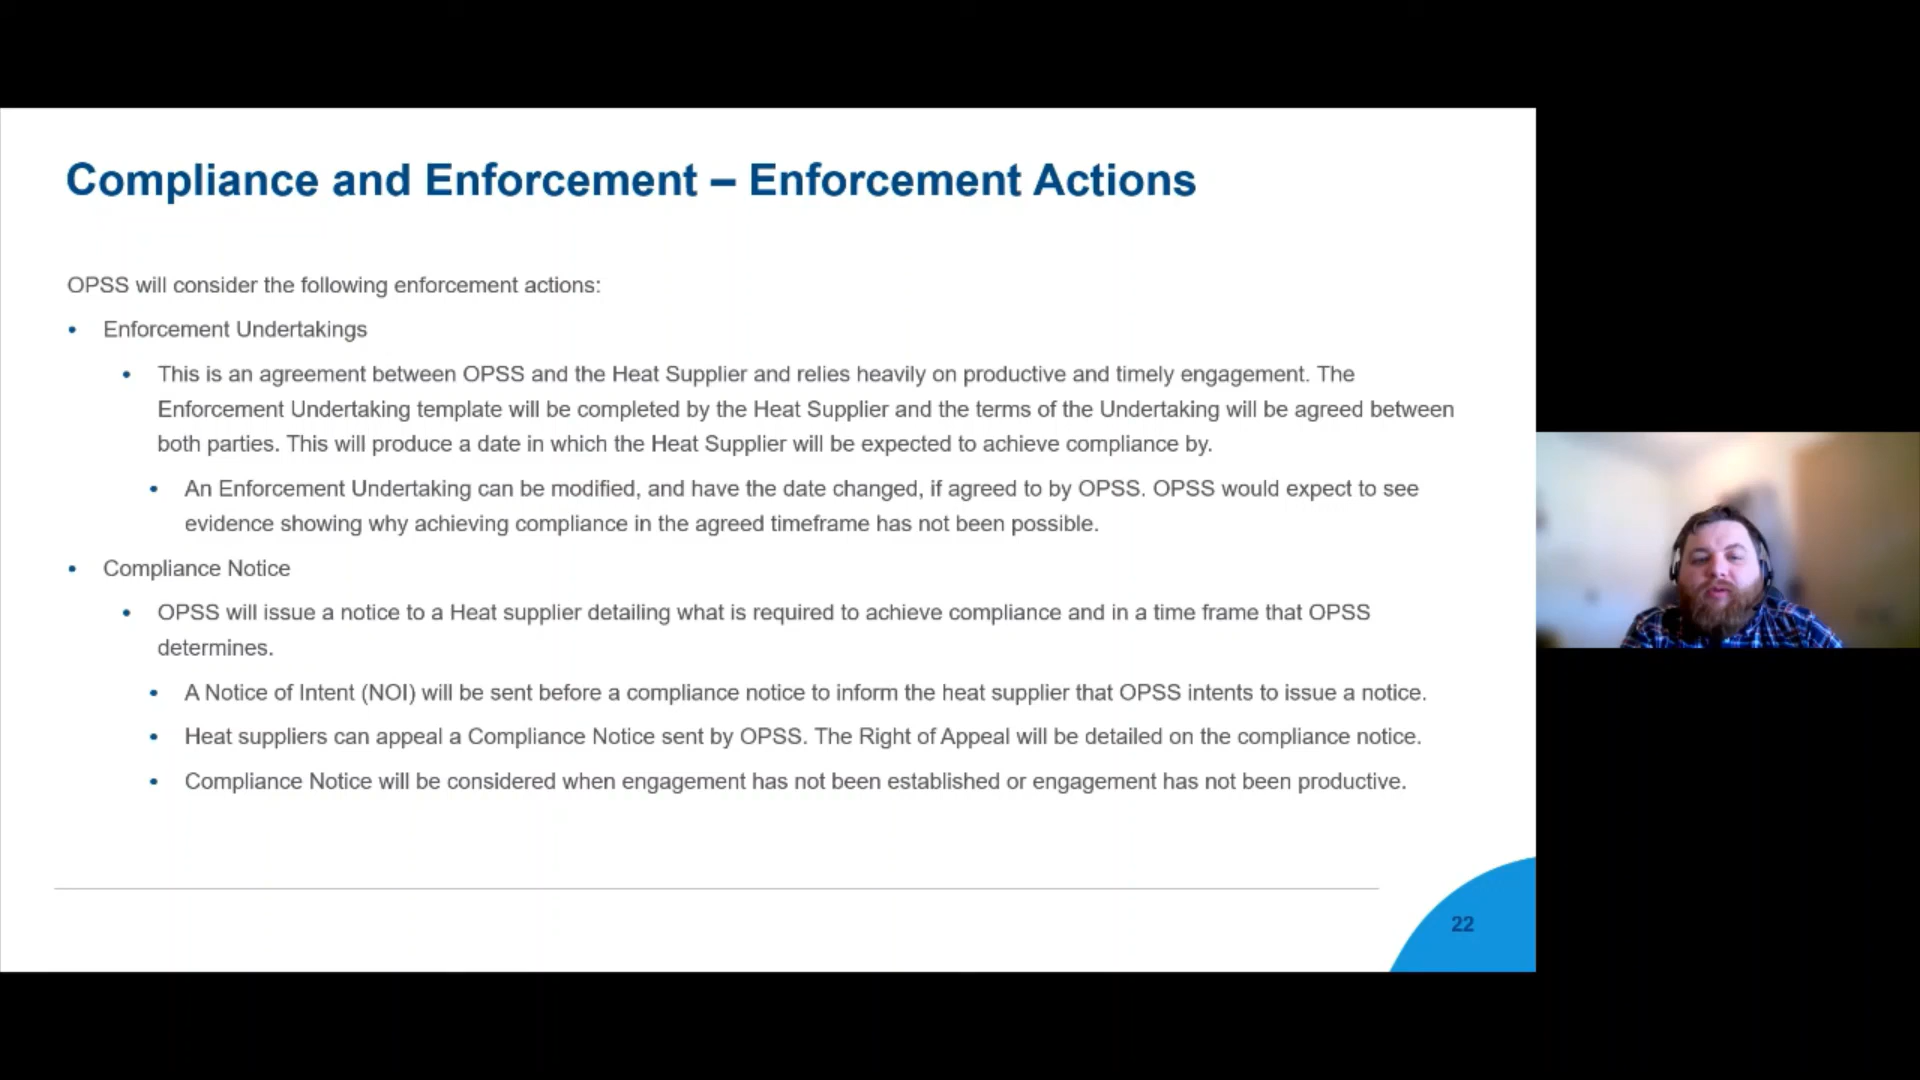 Compliance and Enforcement – Enforcement Actions
OPSS will consider the following enforcement actions:
• Enforcement Undertakings
• This is an agreement between OPSS and the Heat Supplier and relies heavily on productive and timely engagement. The
Enforcement Undertaking template will be completed by the Heat Supplier and the terms of the Undertaking will be agreed between
both parties. This will produce a date in which the Heat Supplier will be expected to achieve compliance by.
• An Enforcement Undertaking can be modified, and have the date changed, if agreed to by OPSS. OPSS would expect to see
evidence showing why achieving compliance in the agreed timeframe has not been possible.
• Compliance Notice
• OPSS will issue a notice to a Heat supplier detailing what is required to achieve compliance and in a time frame that OPSS
determines.
• A Notice of Intent (NOI) will be sent before a compliance notice to inform the heat supplier that OPSS intents to issue a notice.
• Heat suppliers can appeal a Compliance Notice sent by OPSS. The Right of Appeal will be detailed on the compliance notice.
• Compliance Notice will be considered when engagement has not been established or engagement has not been productive.
22